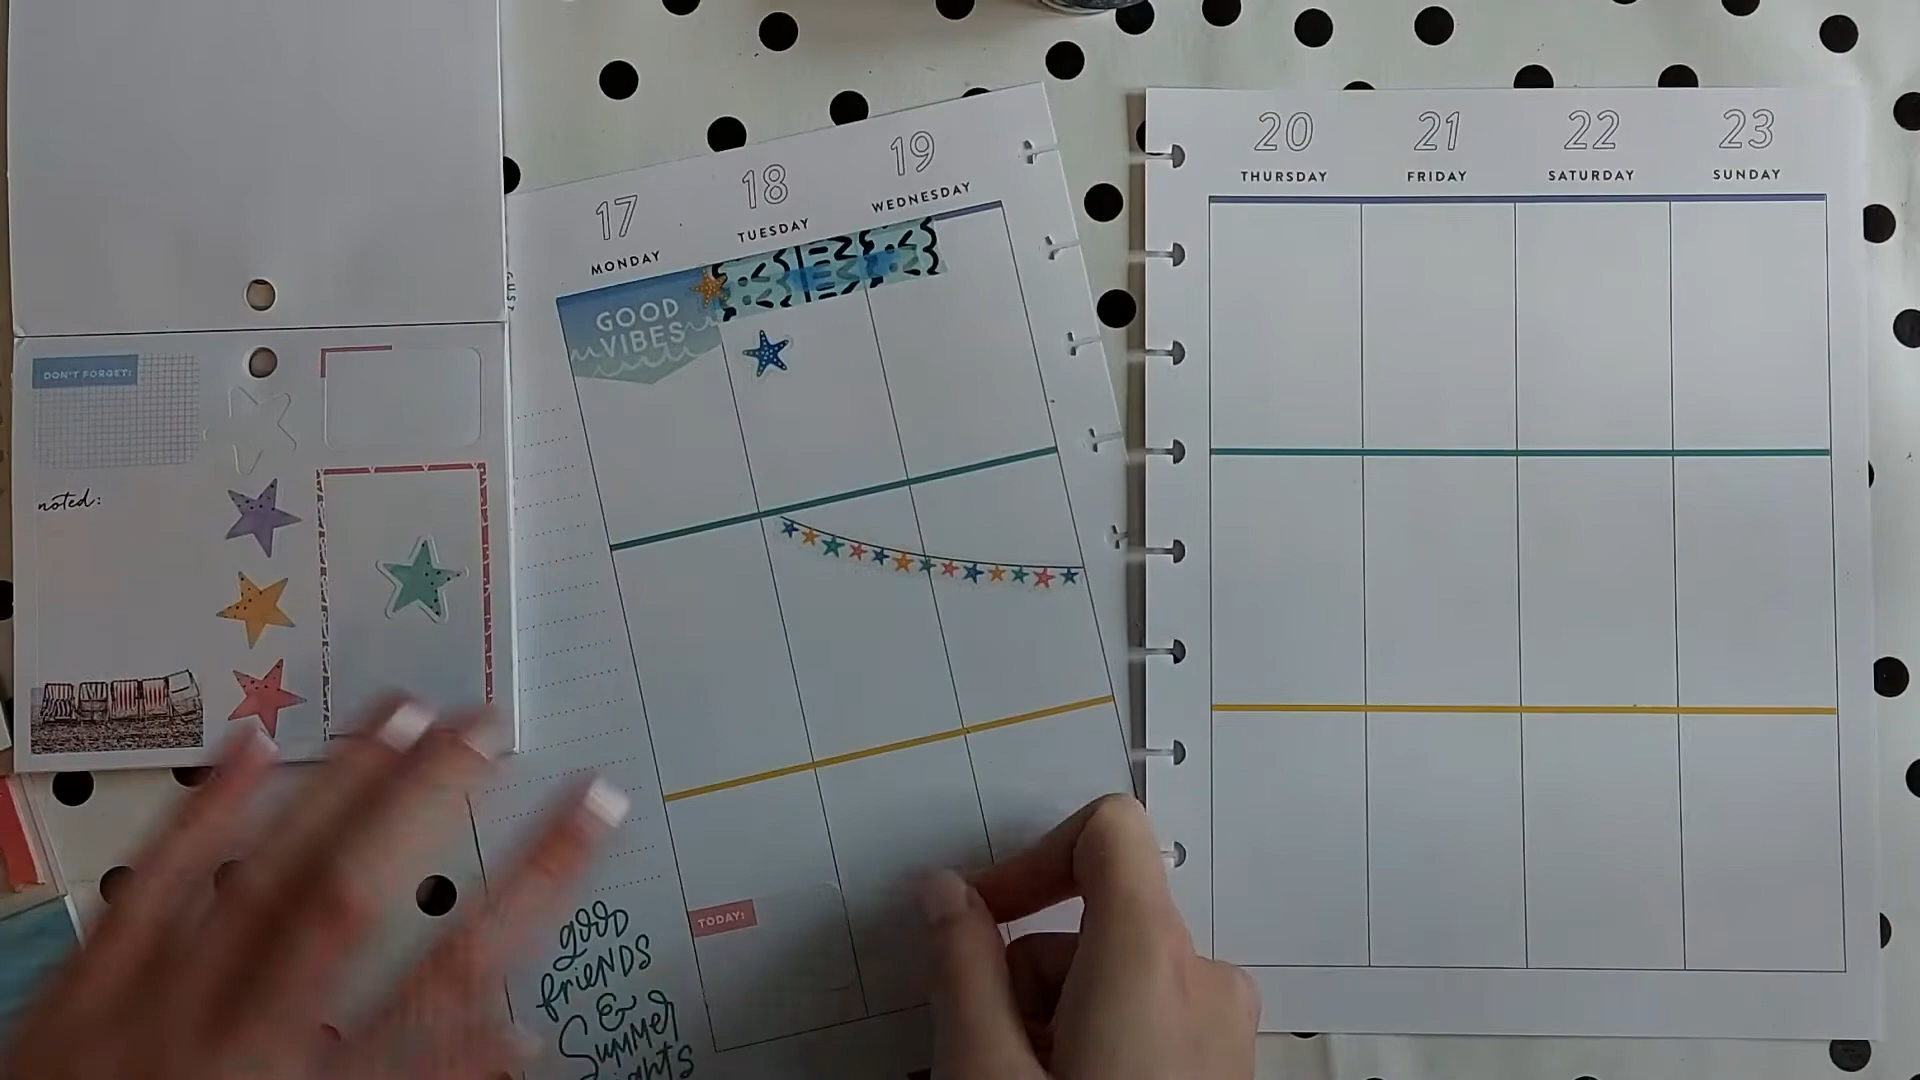 DON'T FORGET:
noted:
17
MONDAY
18
TUESDAY
19
WEDNESDAY
GOOD
VIBES
TODAY:
good
friends
&
Summer
20
THURSDAY
21
FRIDAY
22
SATURDAY
23
SUNDAY